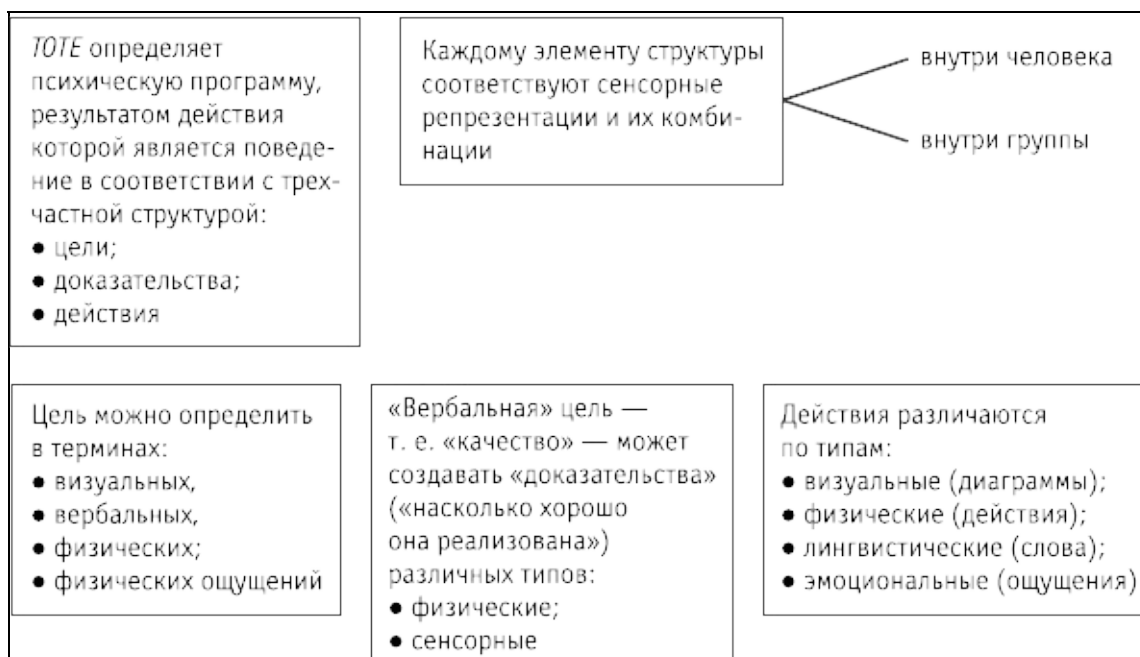 TOTE определяет
психическую программу,
результатом действия
которой является поведе-
ние в соответствии с трех-
частной структурой:
• цели;
• доказательства;
• действия
Каждому элементу структуры
соответствуют сенсорные
репрезентации и их комби-
нации
внутри человека
внутри группы
Цель можно определить
в терминах:
• визуальных,
• вербальных,
• физических;
• физических ощущений
«Вербальная» цель —
т. е. «качество» — может
создавать «доказательства»
(«насколько хорошо
она реализована»)
различных типов:
• физические;
• сенсорные
Действия различаются
по типам:
• визуальные (диаграммы);
• физические (действия);
• лингвистические (слова);
• эмоциональные (ощущения)